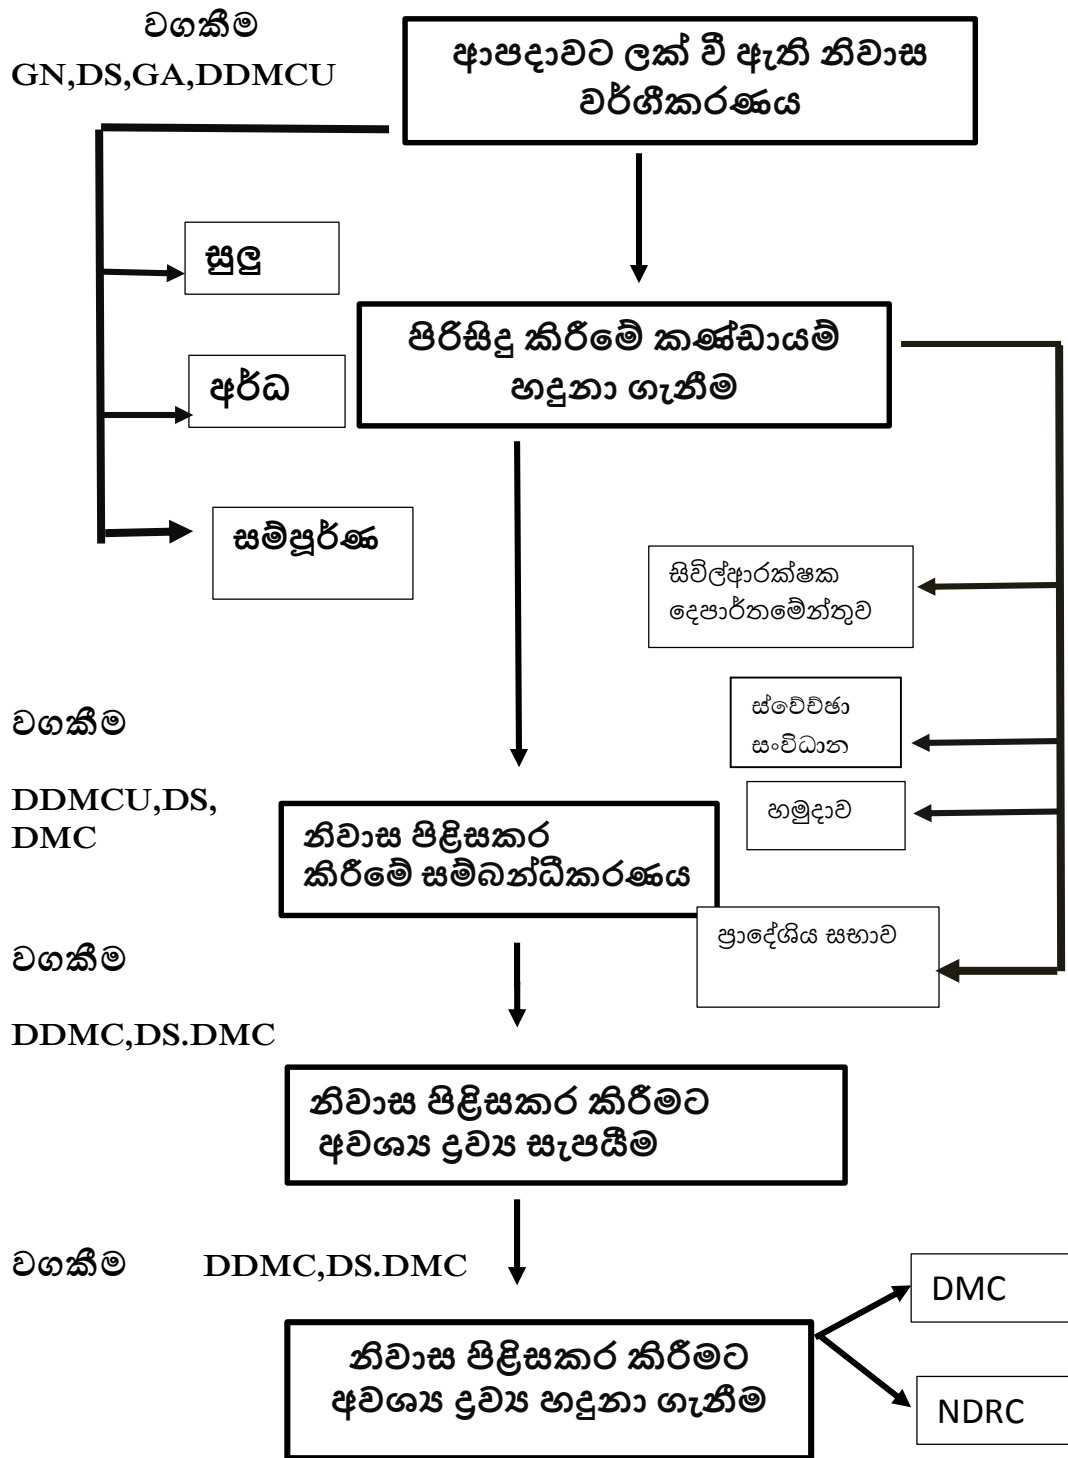 වගකීම
GN,DS,GA,DDMCU
ආපදාවට ලක් වී ඇති නිවාස
වර්ගීකරණය
සුලු
අර්ධ
සම්පූර්ණ
පිරිසිදු කිරීමේ කණ්ඩායම්
හදුනා ගැනීම
සිවිල්ආරක්ෂක
දෙපාර්තමේන්තුව
ස්වේච්ඡා
සංවිධාන
හමුදාව
ප්‍රාදේශිය සභාව
වගකීම
DDMCU,DS,
DMC
නිවාස පිළිසකර
කිරීමේ සම්බන්ධීකරණය
වගකීම
DDMC,DS.DMC
නිවාස පිළිසකර කිරීමට
අවශ්‍ය ද්‍රව්‍ය සැපයීම
වගකීම DDMC,DS.DMC
නිවාස පිළිසකර කිරීමට
අවශ්‍ය ද්‍රව්‍ය හදුනා ගැනීම
DMC
NDRC